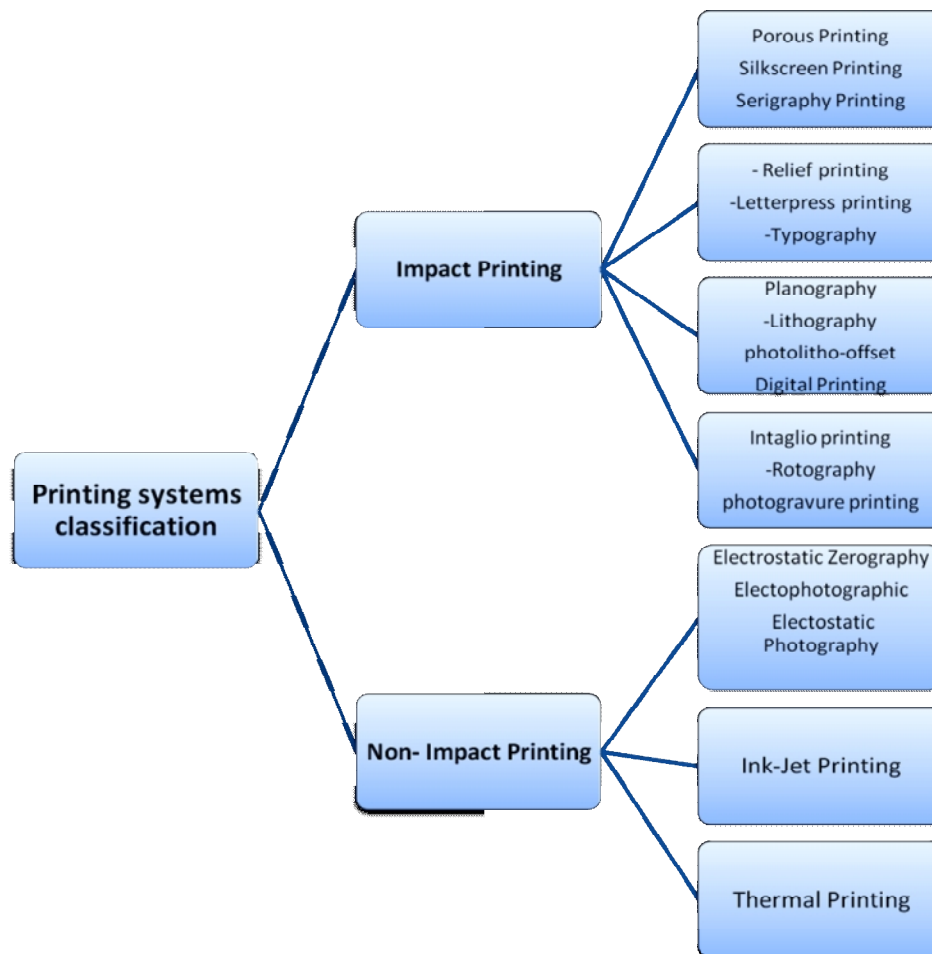 Printing systems
classification
Impact Printing
Porous Printing
Silkscreen Printing
Serigraphy Printing
- Relief printing
-Letterpress printing
-Typography
Planography
-Lithography
photolitho-offset
Digital Printing
Intaglio printing
-Rotography
photogravure printing
Non- Impact Printing
Electrostatic Zerography
Electophotographic
Electostatic
Photography
Ink-Jet Printing
Thermal Printing